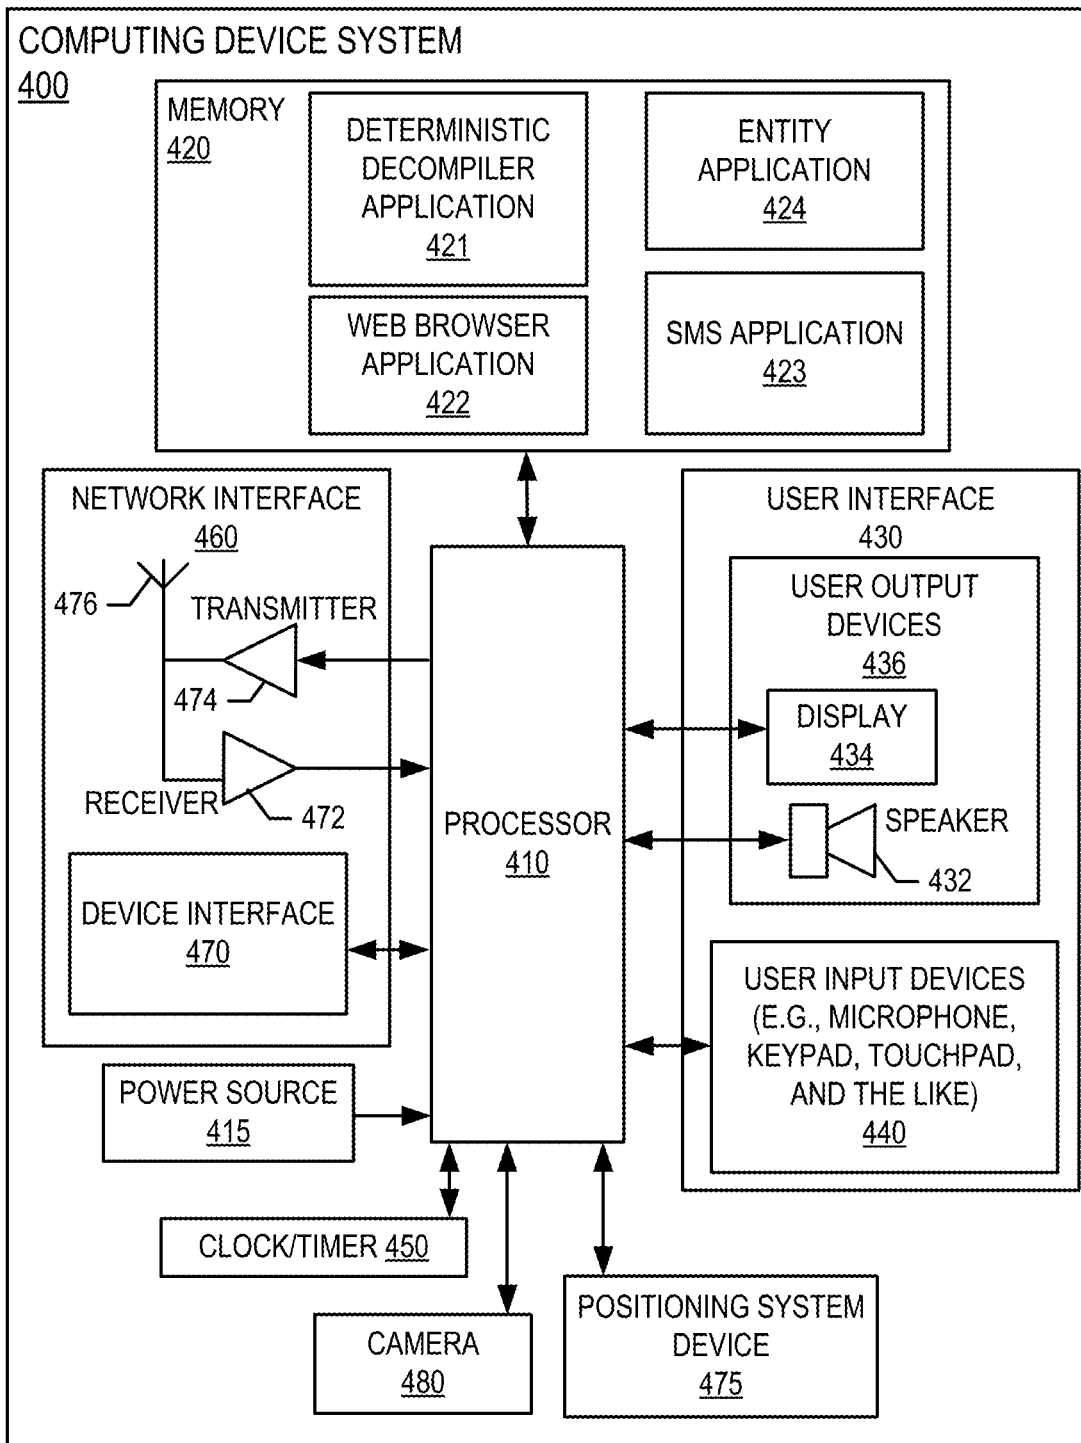 COMPUTING DEVICE SYSTEM
400
MEMORY
420
DETERMINISTIC
DECOMPILER
APPLICATION
421
ENTITY
APPLICATION
424
WEB BROWSER
APPLICATION
422
SMS APPLICATION
423
NETWORK INTERFACE
460
476
TRANSMITTER
474
RECEIVER
472
DEVICE INTERFACE
470
PROCESSOR
410
USER INTERFACE
430
USER OUTPUT
DEVICES
436
DISPLAY
434
SPEAKER
432
USER INPUT DEVICES
(E.G., MICROPHONE,
KEYPAD, TOUCHPAD,
AND THE LIKE)
440
POWER SOURCE
415
CLOCK/TIMER 450
CAMERA
480
POSITIONING SYSTEM
DEVICE
475